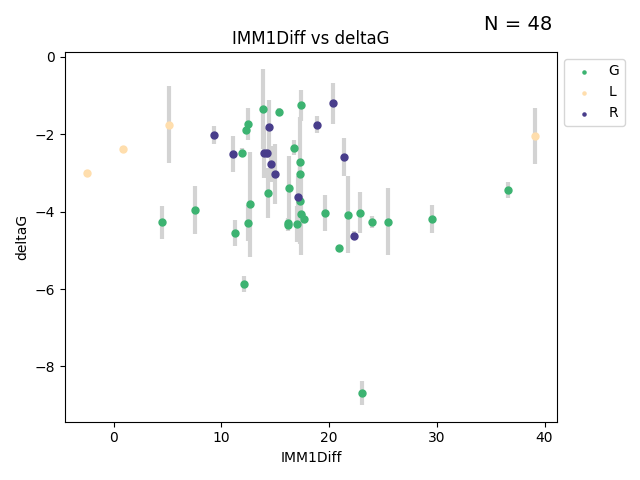 N = 48
IMM1Diff vs deltaG
G
L
R
deltaG
0
−2
−4
−6
−8
0 10 20 30 40
IMM1Diff